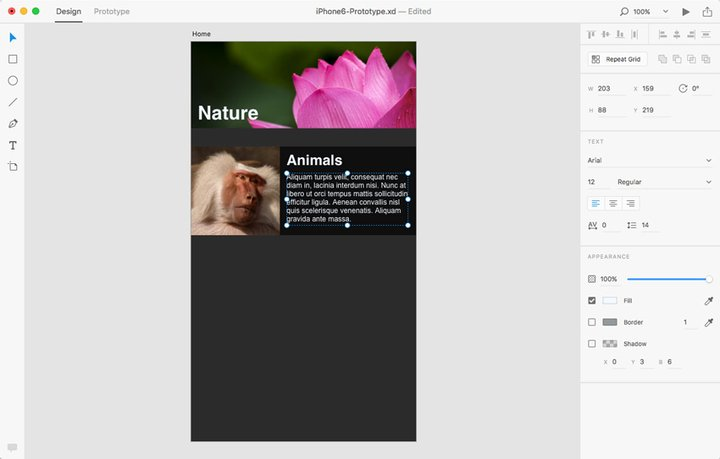 Design
Prototype
iPhone6-Prototype.xd — Edited
100%
Home
Nature
Animals
Aliquam turpis velit, consequat nec
diam in, lacinia interdum nisi. Nunc at
libero ut orci tempus mattis sollicitudin
efficitur ligula. Aenean convallis nisl
quis scelerisque venenatis. Aliquam
gravida ante massa.
Repeat Grid
W 203 X 159 0°
H 88 Y 219
TEXT
Arial
12 Regular
AV 0 14
APPEARANCE
100%
Fill
Border 1
Shadow
X 0 Y 3 B 6
T